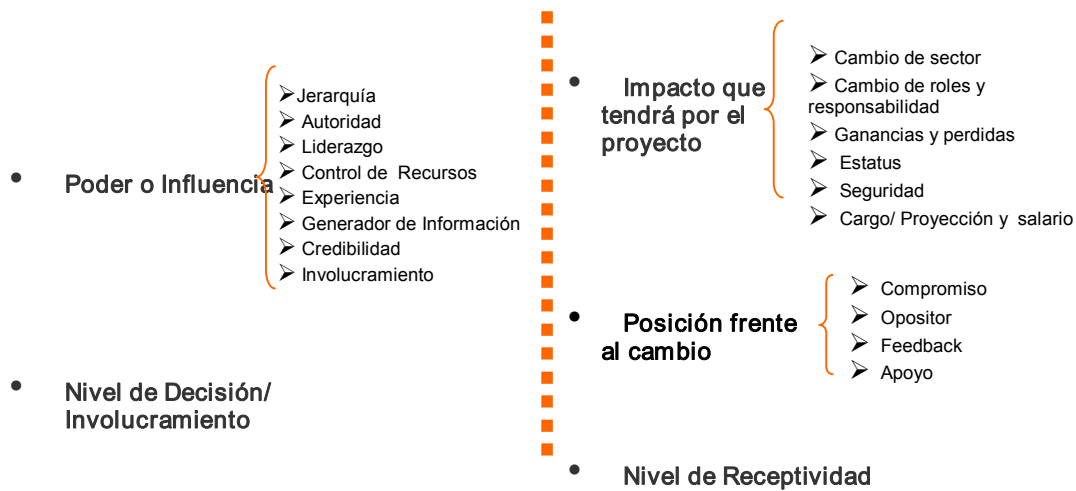 Poder o Influencia
Jerarquía
Autoridad
Liderazgo
Control de Recursos
Experiencia
Generador de Información
Credibilidad
Involucramiento
Nivel de Decisión/
Involucramiento
Impacto que
tendrá por el
proyecto
Cambio de sector
Cambio de roles y
responsabilidad
Ganancias y perdidas
Estatus
Seguridad
Cargo/ Proyección y salario
Posición frente
al cambio
Compromiso
Opositor
Feedback
Apoyo
Nivel de Receptividad